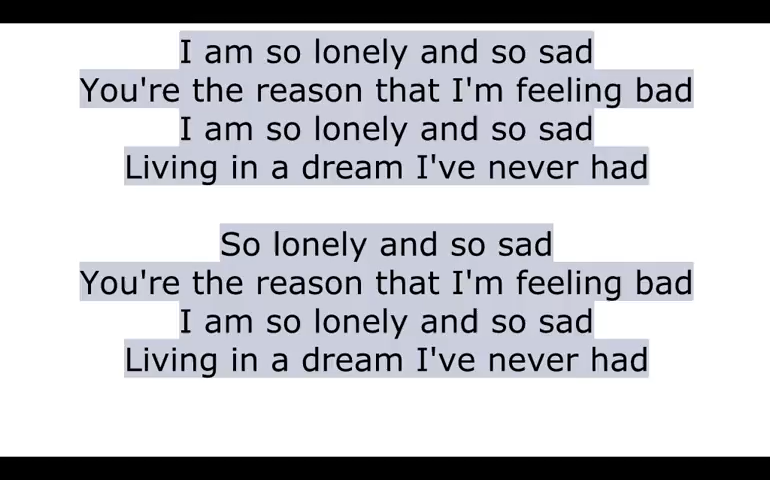 I am so lonely and so sad
You're the reason that I'm feeling bad
I am so lonely and so sad
Living in a dream I've never had
So lonely and so sad
You're the reason that I'm feeling bad
I am so lonely and so sad
Living in a dream I've never had